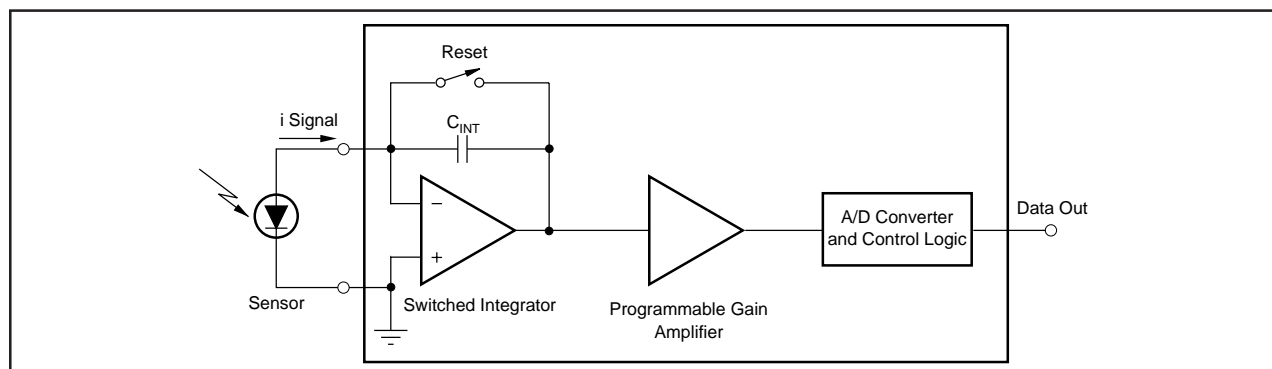 Reset
i Signal
CINT
−
+
A/D Converter
and Control Logic
Data Out
Sensor
Switched Integrator
Programmable Gain
Amplifier